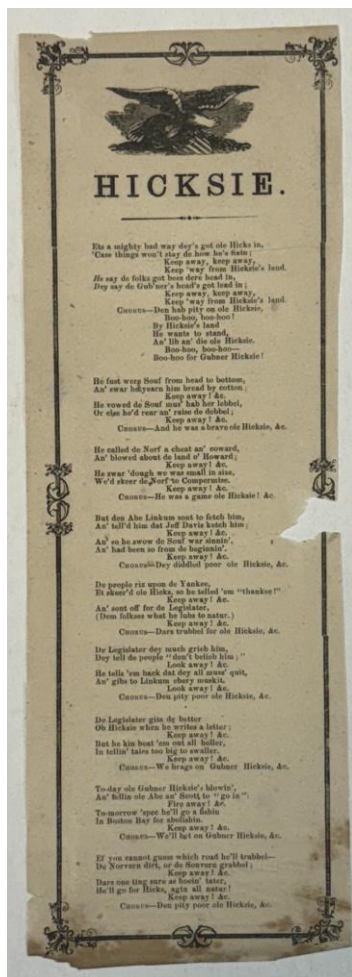 HICKSIE.
Ets a mighty bad way dey's got ole Hicks in,
'Case things won't stay de how he's fixin;
Keep away, keep away,
Keep 'way from Hicksie's land.
He say de folks got bees dere head in,
Dey say de Gub'ner's head's got lead in;
Keep away, keep away,
Keep 'way from Hicksie's land.
CHORUS—Den hab pity on ole Hicksie,
Boo-hoo, boo-hoo!
By Hicksie's land
He wants to stand,
An' lib an' die ole Hicksie.
Boo-hoo, boo-hoo—
Boo-hoo for Gubner Hicksie!
He fust werg Souf from head to bottom,
An' swar he'd yearn him bread by cotton;
Keep away! &c.
He vowed de Souf mus' hab her lebbel,
Or else he'd rear an' raise de debbel;
Keep away! &c.
CHORUS—And he was a brave ole Hicksie, &c.
He called de Norf a cheat an' coward,
An' blowed about de land o' Howard;
Keep away! &c.
He swar 'dough we was small in size,
We'd skeer de Norf to Compermise.
Keep away! &c.
CHORUS—He was a game ole Hicksie! &c
But den Abe Linkum sent to fetch him,
An' tell'd him dat Jeff Davis ketch him;
Keep away! &c.
An' so he swow de Souf war sinnin',
An' had been so from de beginnin'.
Keep away! &c.
CHORUS—Dey diddled poor ole Hicksie, &c.
De people riz upon de Yankee,
Et skeer'd ole Hicks, so he telled 'em "thankee!"
Keep away! &c.
An' sent off for de Legislater,
(Dem folkses what he lubs to natur.)
Keep away! &c.
CHORUS—Dars trubbel for ole Hicksie, &c.
De Legislater dey much grieb him,
Dey tell de people "don't belieb him;"
Look away! &c.
He tells 'em back dat dey all muss' quit,
An' gibs to Linkum ebery muskit.
Look away! &c.
CHORUS—Den pity poor ole Hicksie, &c.
De Legislater gits de better
Ob Hicksie when he writes a letter;
Keep away! &c.
But he kin beat 'em out all holler,
In tellin' tales too big to swaller.
Keep away! &c.
CHORUS—We brags on Gubner Hicksie, &c.
To-day ole Gubner Hicksie's blowin',
An' tellin ole Abe an' Scott to "go in":
Fire away! &c.
To-morrow 'spec he'll go a fishin
In Boston Bay for abolishin.
Keep away! &c.
CHORUS—We'll bet on Gubner Hicksie, &c.
Ef you cannot guess which road he'll trabbel—
De Norvern dirt, or de Souvern grabbel;
Keep away! &c.
Dars one ting sure as hoein' tater,
He'll go for Hicks, agin all natur!
Keep away! &c.
CHORUS—Den pity poor ole Hicksie, &c.